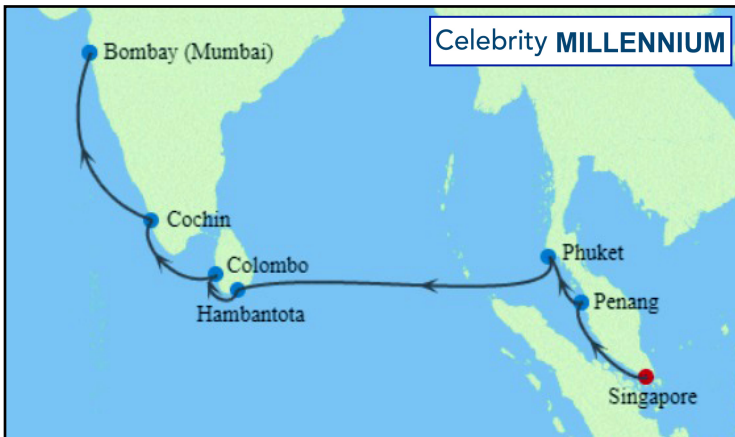 Celebrity MILLENNIUM
Bombay (Mumbai)
Cochin
Colombo
Hambantota
Phuket
Penang
Singapore